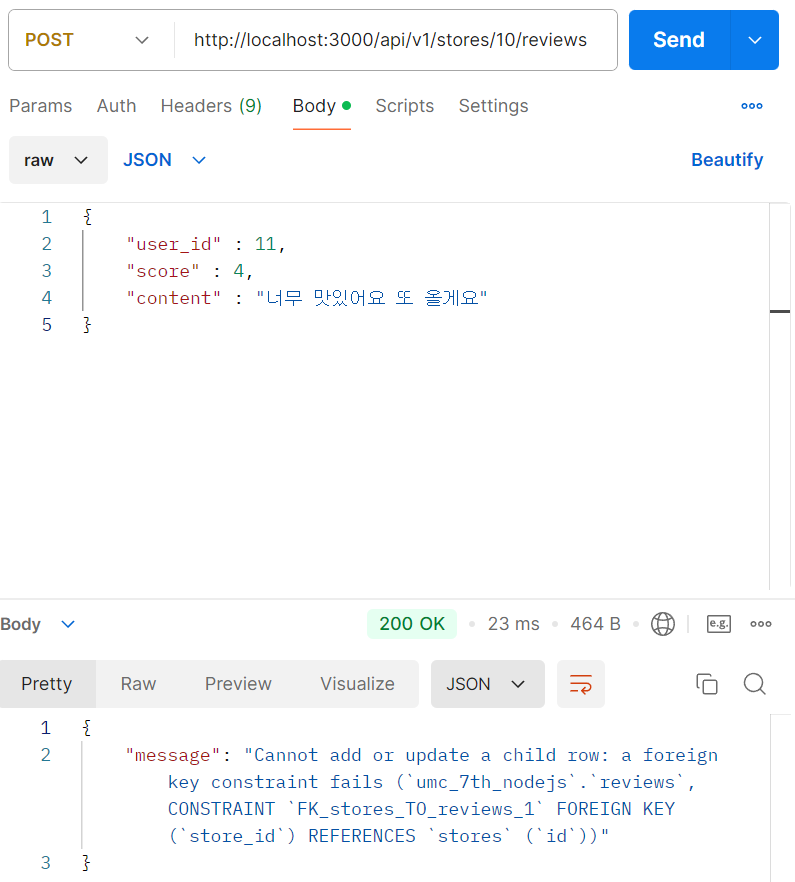 POST http://localhost:3000/api/v1/stores/10/reviews Send
Params Auth Headers (9) Body Scripts Settings
raw JSON Beautify
1 {
2 "user_id" : 11,
3 "score" : 4,
4 "content" : "너무 맛있어요 또 올게요"
5 }
Body 200 OK 23 ms 464 B e.g.
Pretty Raw Preview Visualize JSON
1 {
2 "message": "Cannot add or update a child row: a foreign
key constraint fails (`umc_7th_nodejs`.`reviews`,
CONSTRAINT `FK_stores_TO_reviews_1` FOREIGN KEY
(`store_id`) REFERENCES `stores` (`id`))"
3 }